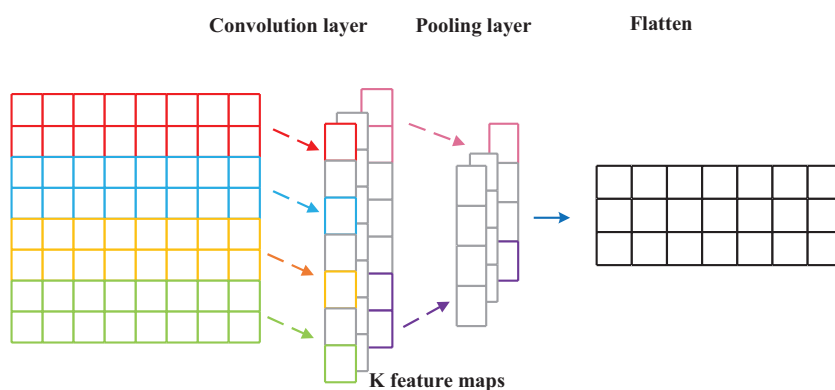 Convolution layer
Pooling layer
Flatten
K feature maps